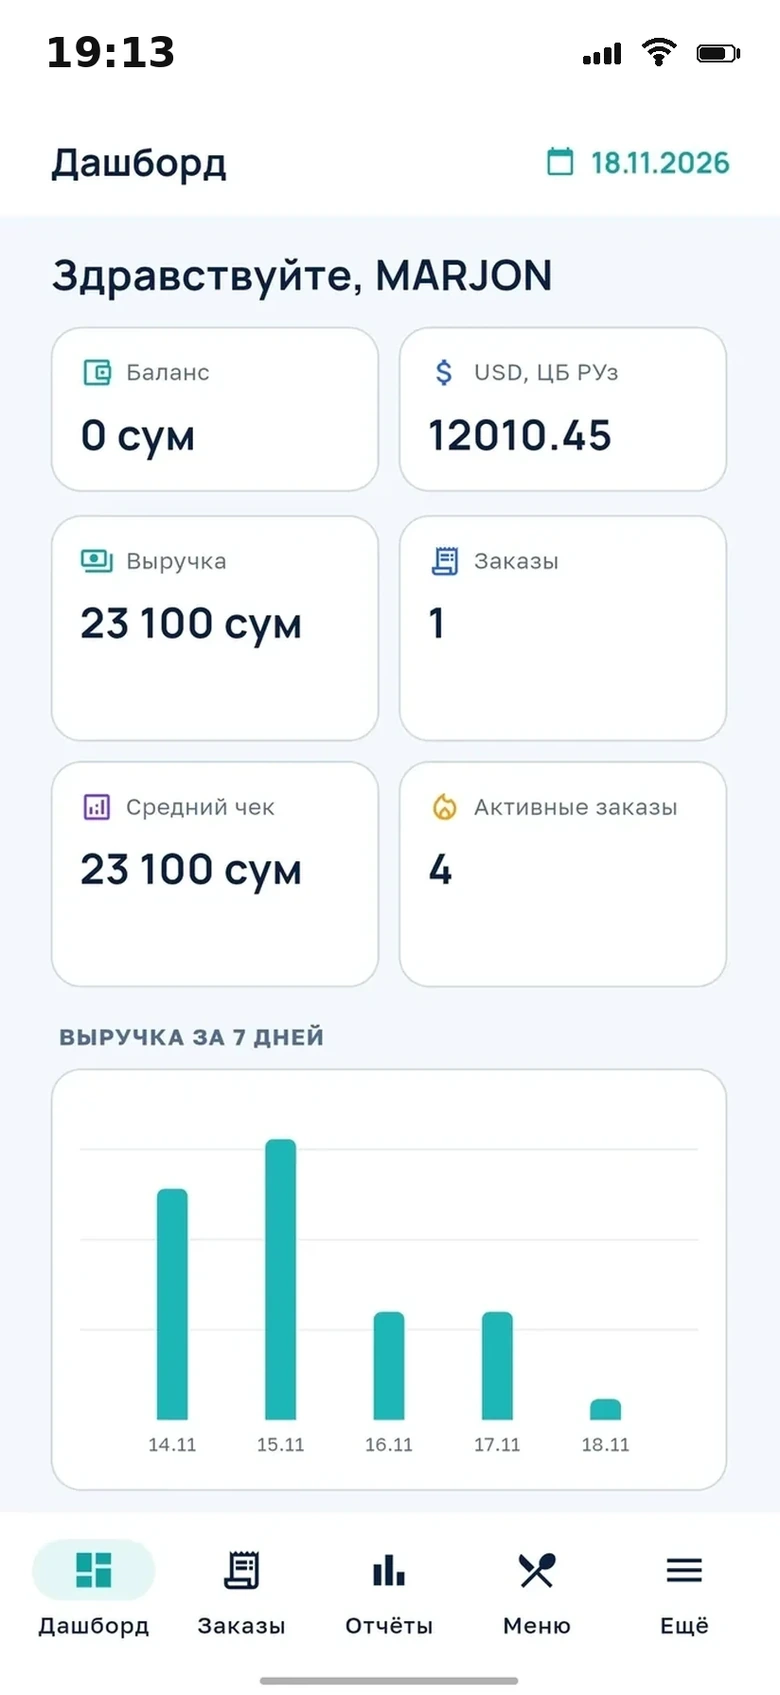 19:13
Дашборд
18.11.2026
Здравствуйте, MARJON
Баланс
0 сум
USD, ЦБ РУз
12010.45
Выручка
23 100 сум
Заказы
1
Средний чек
23 100 сум
Активные заказы
4
ВЫРУЧКА ЗА 7 ДНЕЙ
14.11 15.11 16.11 17.11 18.11
Дашборд Заказы Отчёты Меню Ещё